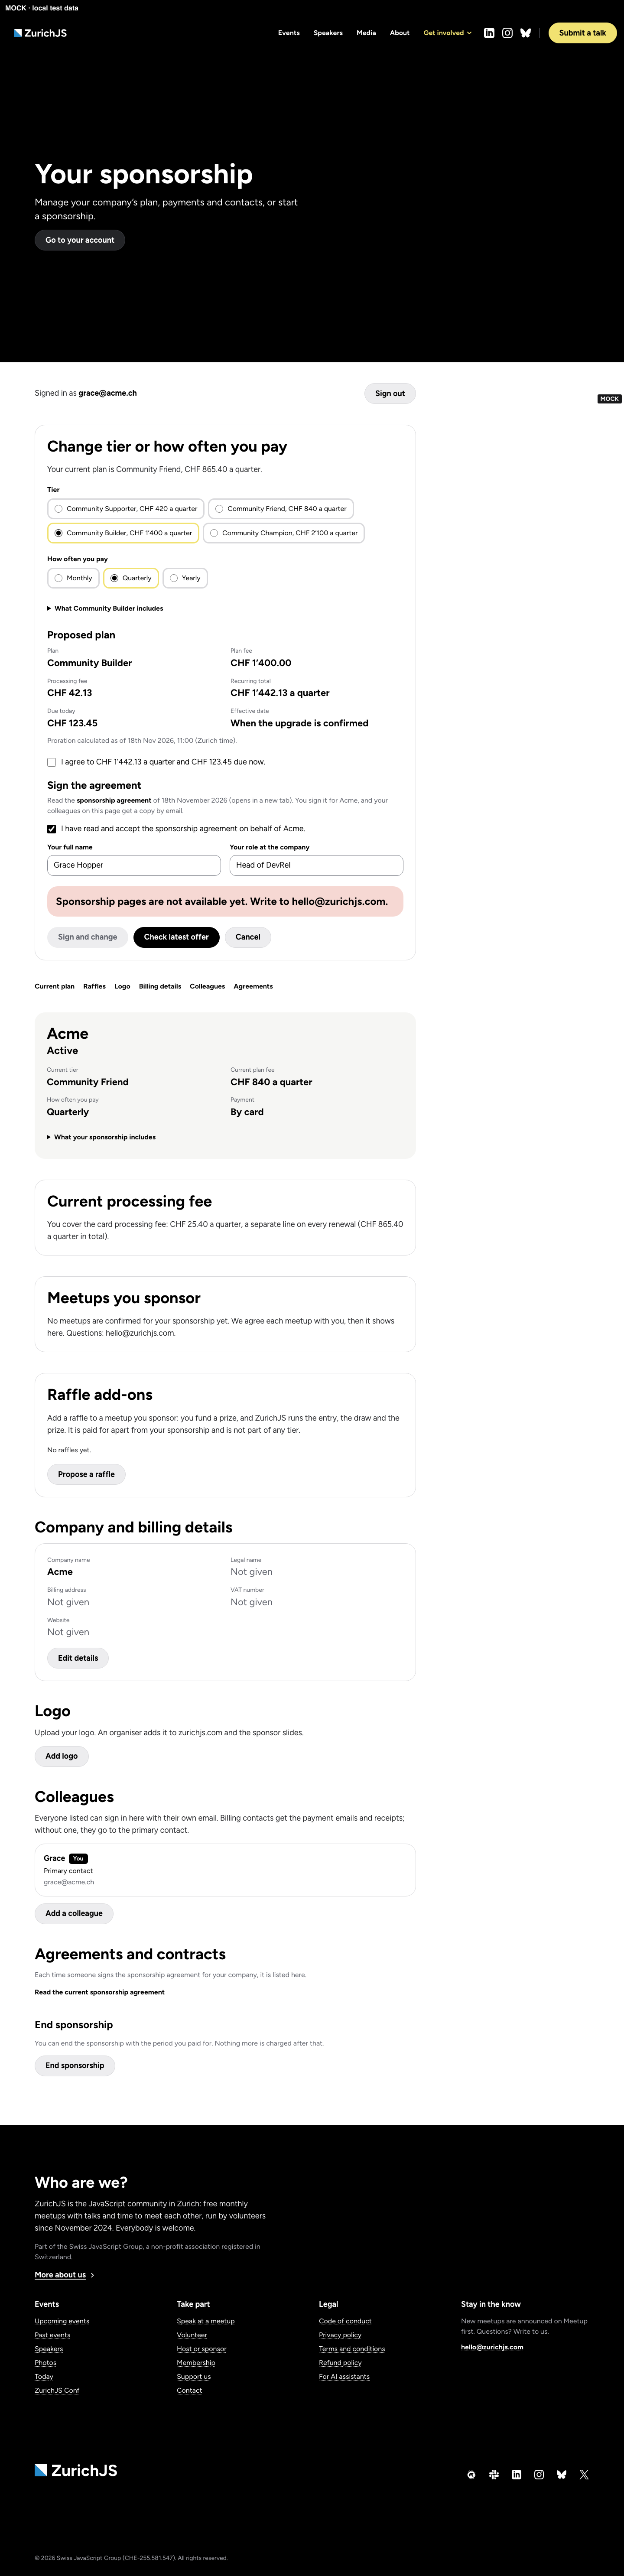 MOCK · local test data
ZurichJS
Events
Speakers
Media
About
Get involved
Submit a talk
Your sponsorship
Manage your company's plan, payments and contacts, or start
a sponsorship.
Go to your account
Signed in as grace@acme.ch
Sign out
MOCK
Change tier or how often you pay
Your current plan is Community Friend, CHF 865.40 a quarter.
Tier
Community Supporter, CHF 420 a quarter
Community Friend, CHF 840 a quarter
Community Builder, CHF 1'400 a quarter
Community Champion, CHF 2'100 a quarter
How often you pay
Monthly
Quarterly
Yearly
What Community Builder includes
Proposed plan
Plan
Community Builder
Plan fee
CHF 1'400.00
Processing fee
CHF 42.13
Recurring total
CHF 1'442.13 a quarter
Due today
CHF 123.45
Effective date
When the upgrade is confirmed
Proration calculated as of 18th Nov 2026, 11:00 (Zurich time).
I agree to CHF 1'442.13 a quarter and CHF 123.45 due now.
Sign the agreement
Read the sponsorship agreement of 18th November 2026 (opens in a new tab). You sign it for Acme, and your
colleagues on this page get a copy by email.
I have read and accept the sponsorship agreement on behalf of Acme.
Your full name
Grace Hopper
Your role at the company
Head of DevRel
Sponsorship pages are not available yet. Write to hello@zurichjs.com.
Sign and change
Check latest offer
Cancel
Current plan
Raffles
Logo
Billing details
Colleagues
Agreements
Acme
Active
Current tier
Community Friend
Current plan fee
CHF 840 a quarter
How often you pay
Quarterly
Payment
By card
What your sponsorship includes
Current processing fee
You cover the card processing fee: CHF 25.40 a quarter, a separate line on every renewal (CHF 865.40
a quarter in total).
Meetups you sponsor
No meetups are confirmed for your sponsorship yet. We agree each meetup with you, then it shows
here. Questions: hello@zurichjs.com.
Raffle add-ons
Add a raffle to a meetup you sponsor: you fund a prize, and ZurichJS runs the entry, the draw and the
prize. It is paid for apart from your sponsorship and is not part of any tier.
No raffles yet.
Propose a raffle
Company and billing details
Company name
Acme
Legal name
Not given
Billing address
Not given
VAT number
Not given
Website
Not given
Edit details
Logo
Upload your logo. An organiser adds it to zurichjs.com and the sponsor slides.
Add logo
Colleagues
Everyone listed can sign in here with their own email. Billing contacts get the payment emails and receipts;
without one, they go to the primary contact.
Grace You
Primary contact
grace@acme.ch
Add a colleague
Agreements and contracts
Each time someone signs the sponsorship agreement for your company, it is listed here.
Read the current sponsorship agreement
End sponsorship
You can end the sponsorship with the period you paid for. Nothing more is charged after that.
End sponsorship
Who are we?
ZurichJS is the JavaScript community in Zurich: free monthly
meetups with talks and time to meet each other, run by volunteers
since November 2024. Everybody is welcome.
Part of the Swiss JavaScript Group, a non-profit association registered in
Switzerland.
More about us
Events
Upcoming events
Past events
Speakers
Photos
Today
ZurichJS Conf
Take part
Speak at a meetup
Volunteer
Host or sponsor
Membership
Support us
Contact
Legal
Code of conduct
Privacy policy
Terms and conditions
Refund policy
For AI assistants
Stay in the know
New meetups are announced on Meetup
first. Questions? Write to us.
hello@zurichjs.com
ZurichJS
© 2026 Swiss JavaScript Group (CHE-255.581.547). All rights reserved.